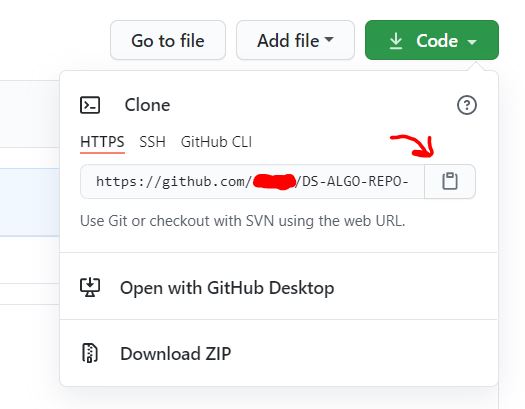 Go to file Add file Code
Clone
HTTPS SSH GitHub CLI
https://github.com/ /DS-ALGO-REPO-
Use Git or checkout with SVN using the web URL.
Open with GitHub Desktop
Download ZIP